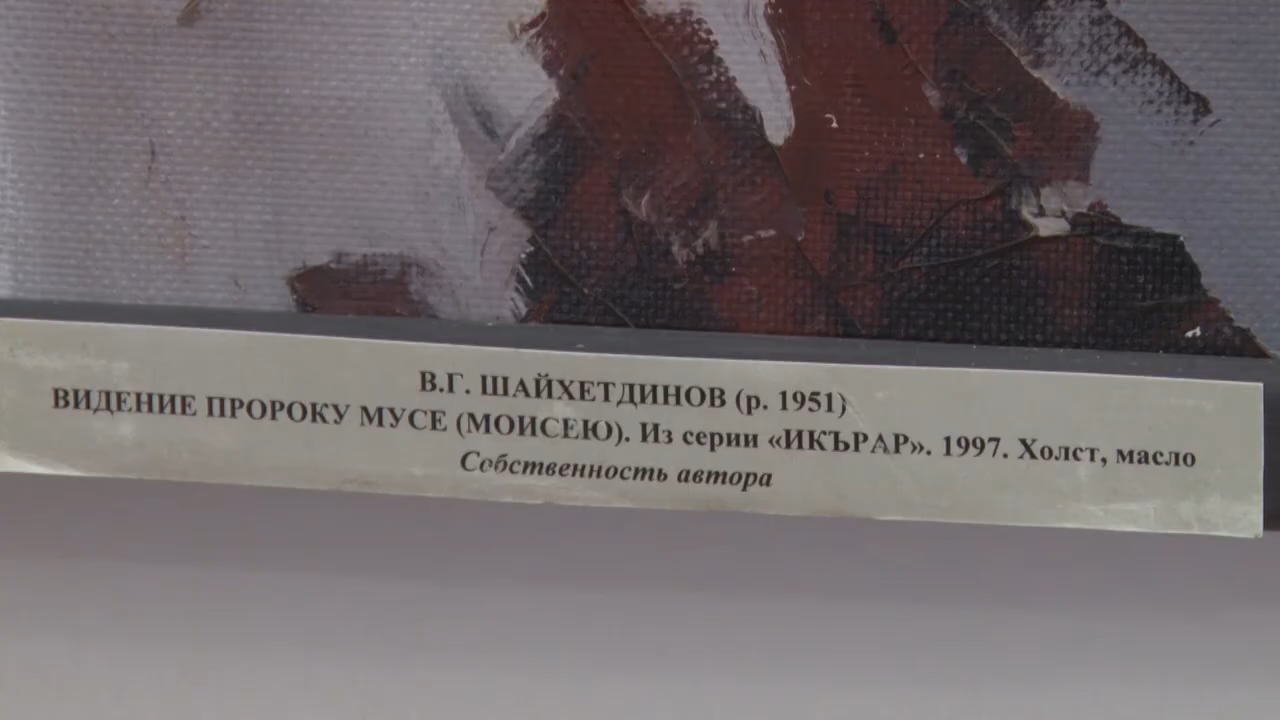 В.Г. ШАЙХЕТДИНОВ (р. 1951)
ВИДЕНИЕ ПРОРОКУ МУСЕ (МОИСЕЮ). Из серии «ИКЪРАР». 1997. Холст, масло
Собственность автора